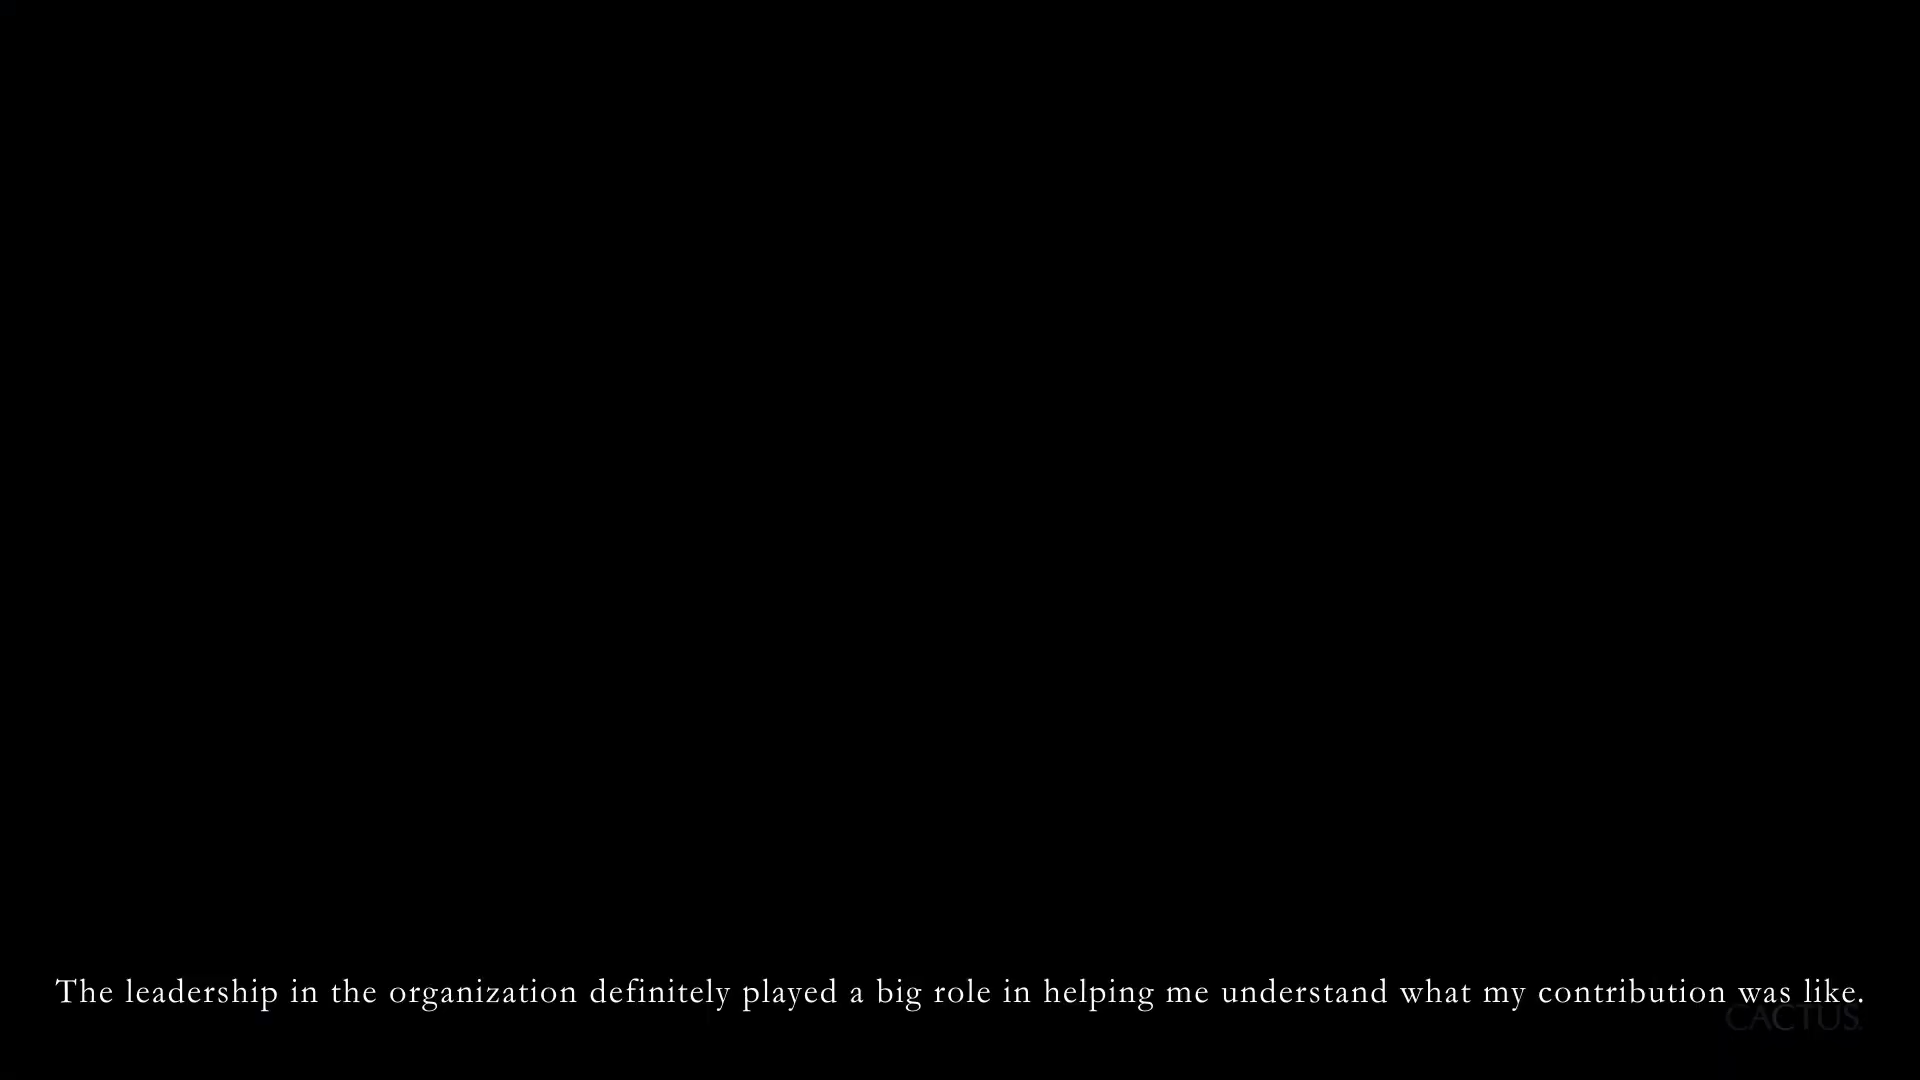 The leadership in the organization definitely played a big role in helping me understand what my contribution was like.
CACTUS